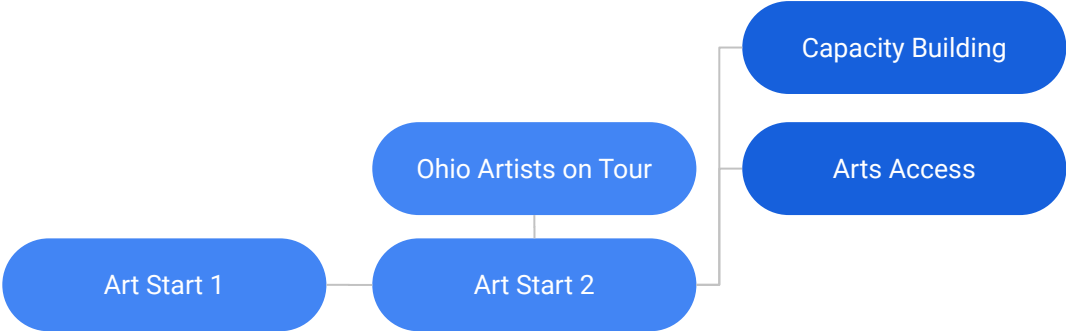 Capacity Building
Ohio Artists on Tour
Arts Access
Art Start 1
Art Start 2